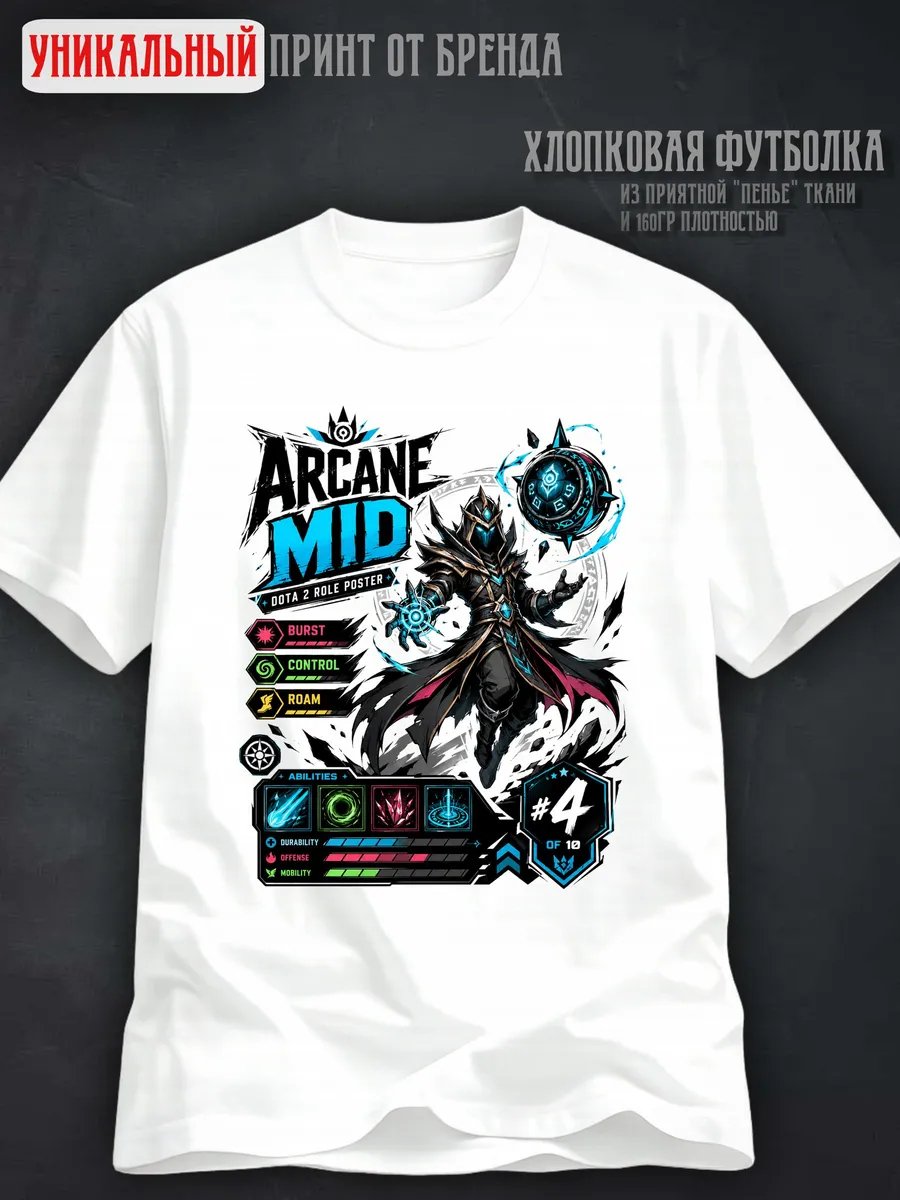 УНИКАЛЬНЫЙ ПРИНТ ОТ БРЕНДА
ХЛОПКОВАЯ ФУТБОЛКА
ИЗ ПРИЯТНОЙ "ПЕНЬЕ" ТКАНИ
И 160ГР ПЛОТНОСТЬЮ
ARCANE
MID
DOTA 2 ROLE POSTER
BURST
CONTROL
ROAM
ABILITIES
DURABILITY
OFFENSE
MOBILITY
#4
OF 10